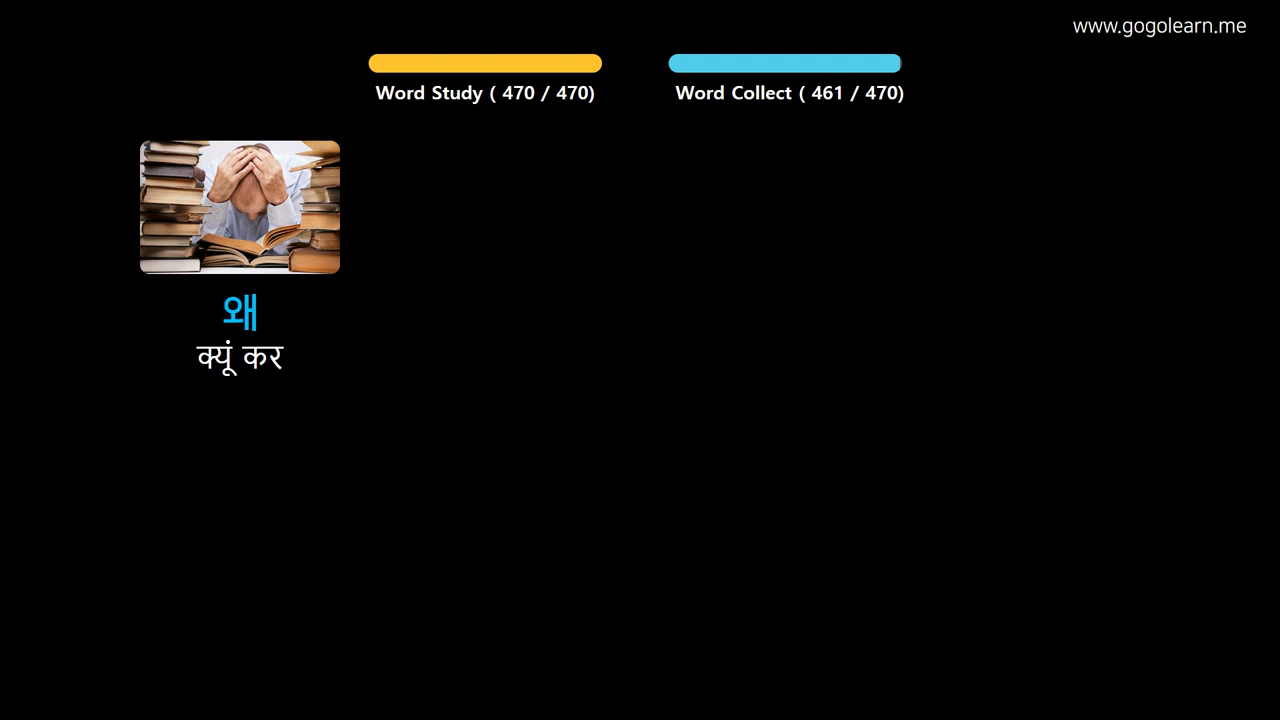 www.gogolearn.me
Word Study ( 470 / 470)
Word Collect ( 461 / 470)
왜
क्यूं कर